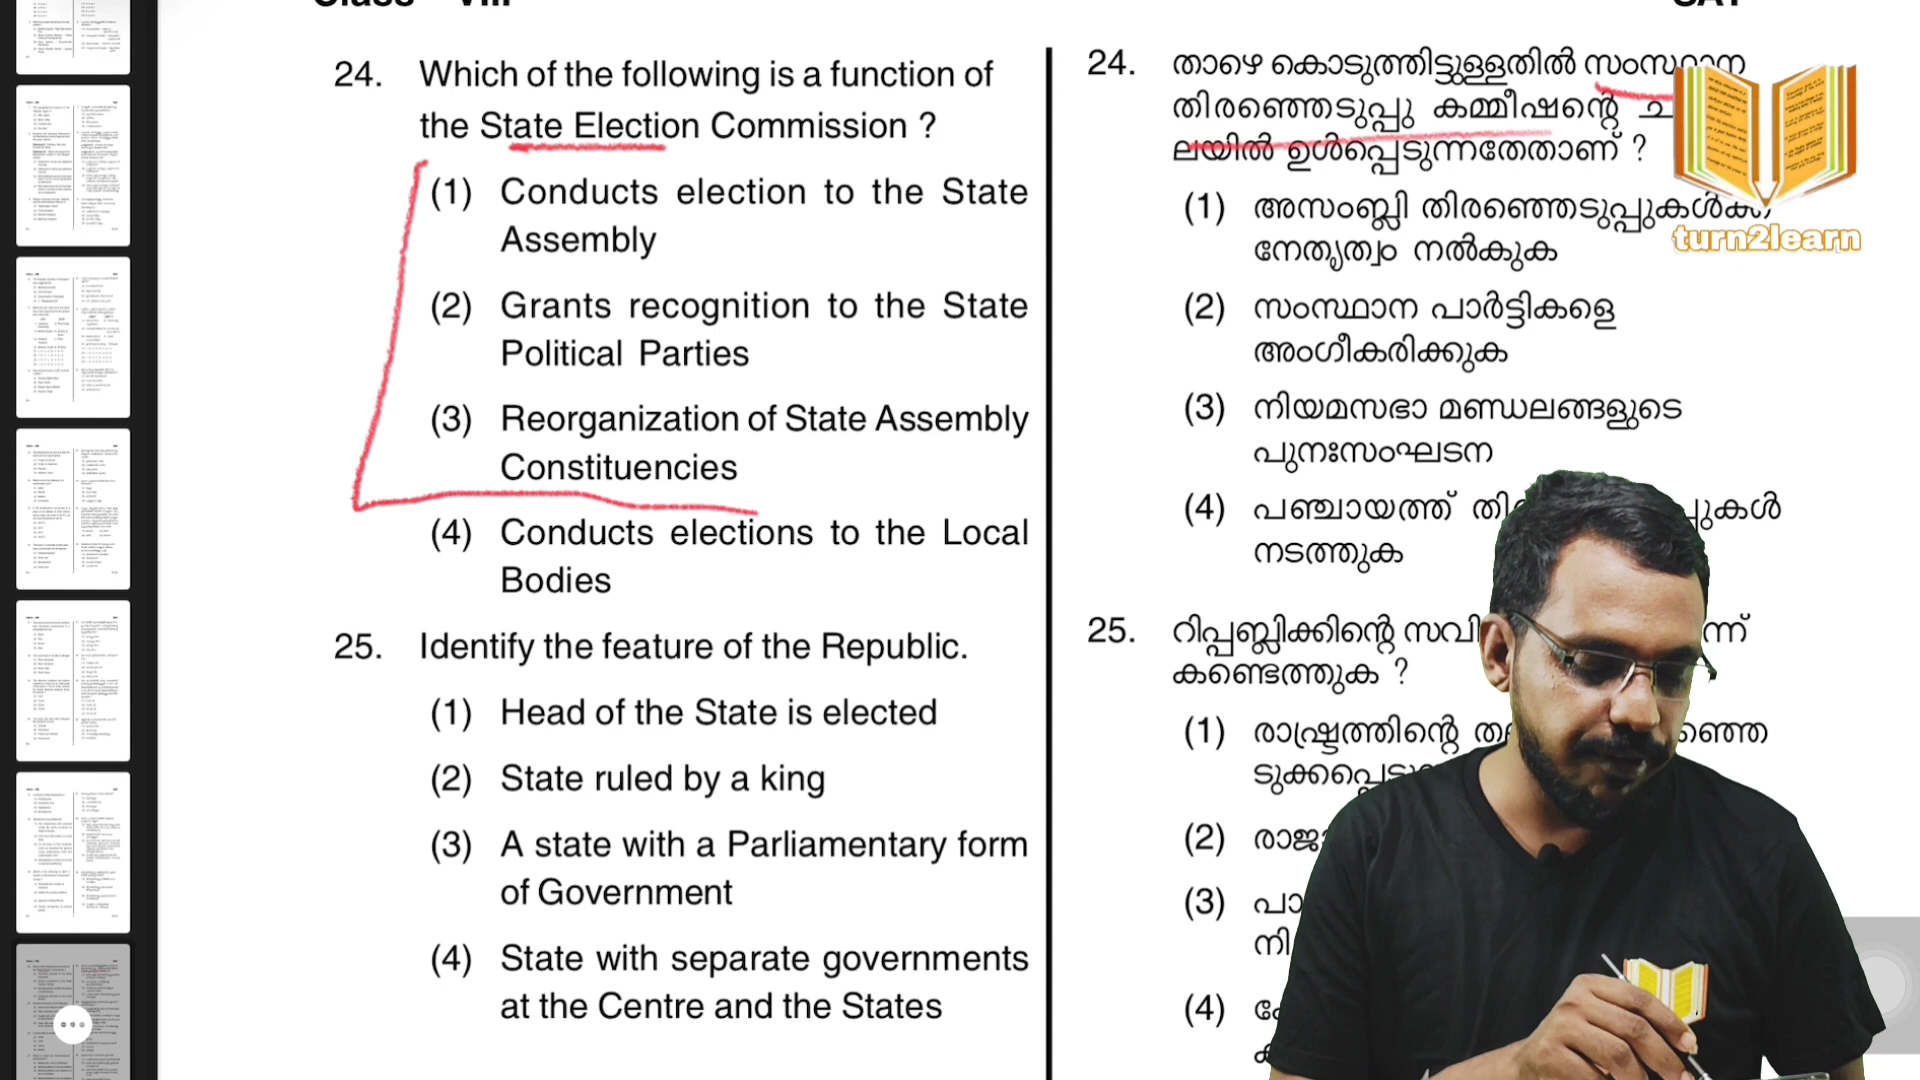 Class - VIII
SAT
24. Which of the following is a function of
the State Election Commission ?
(1) Conducts election to the State
Assembly
(2) Grants recognition to the State
Political Parties
(3) Reorganization of State Assembly
Constituencies
(4) Conducts elections to the Local
Bodies
25. Identify the feature of the Republic.
(1) Head of the State is elected
(2) State ruled by a king
(3) A state with a Parliamentary form
of Government
(4) State with separate governments
at the Centre and the States
24. താഴെ കൊടുത്തിട്ടുള്ളതിൽ സംസ്ഥാന
തിരഞ്ഞെടുപ്പു കമ്മീഷന്റെ
ലയിൽ ഉൾപ്പെടുന്നതേതാണ് ?
(1) അസംബ്ലി തിരഞ്ഞെടുപ്പുകൾക്ക്
നേതൃത്വം നൽകുക
(2) സംസ്ഥാന പാർട്ടികളെ
അംഗീകരിക്കുക
(3) നിയമസഭാ മണ്ഡലങ്ങളുടെ
പുനഃസംഘടന
(4) പഞ്ചായത്ത്
നടത്തുക
25. റിപ്പബ്ലിക്കിന്റെ
കണ്ടെത്തുക ?
(1) രാഷ്ട്രത്തിന്റെ
(2)
(3)
(4)
turn2learn